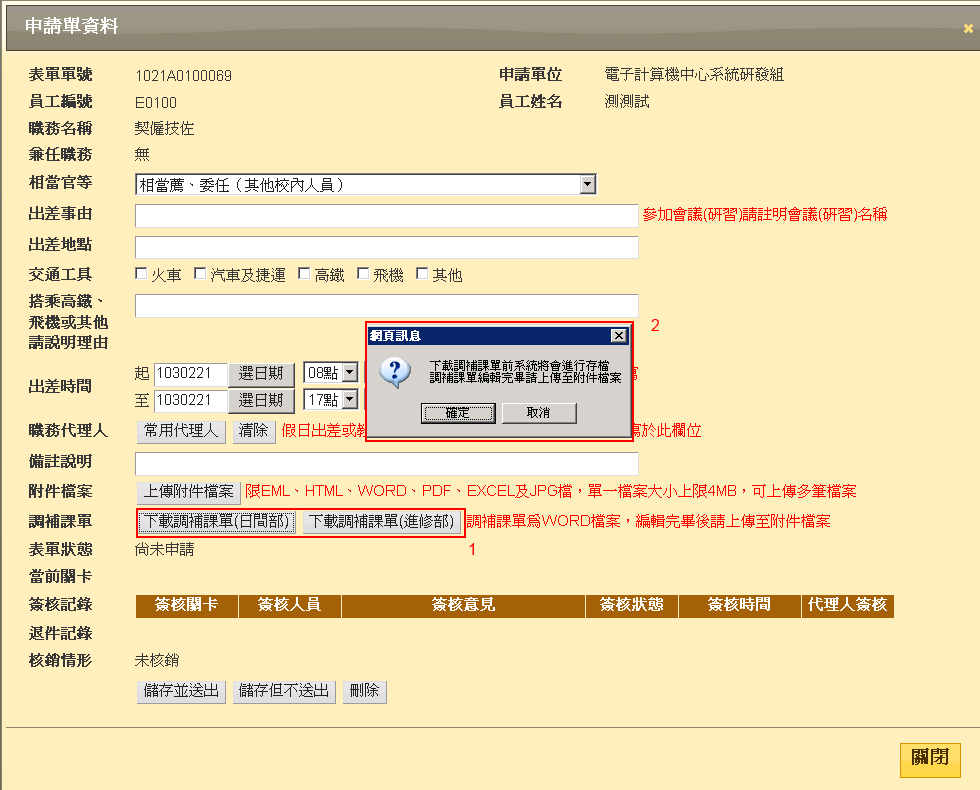 申請單資料
表單單號 1021A0100069 申請單位 電子計算機中心系統研發組
員工編號 E0100 員工姓名 測測試
職務名稱 契僱技佐
兼任職務 無
相當官等 相當薦、委任（其他校內人員）
出差事由 參加會議(研習)請註明會議(研習)名稱
出差地點
交通工具 火車 汽車及捷運 高鐵 飛機 其他
搭乘高鐵、
飛機或其他
請說明理由
2
網頁訊息
下載調補課單前系統將會進行存檔
調補課單編輯完畢請上傳至附件檔案
確定 取消
出差時間
起 1030221 選日期 08點
至 1030221 選日期 17點
職務代理人 常用代理人 清除 假日出差或 寫於此欄位
備註說明
附件檔案 上傳附件檔案 限EML、HTML、WORD、PDF、EXCEL及JPG檔，單一檔案大小上限4MB，可上傳多筆檔案
調補課單 下載調補課單(日間部) 下載調補課單(進修部) 調補課單為WORD檔案，編輯完畢後請上傳至附件檔案
表單狀態 尚未申請 1
當前關卡
簽核記錄 簽核關卡 簽核人員 簽核意見 簽核狀態 簽核時間 代理人簽核
退件記錄
核銷情形 未核銷
儲存並送出 儲存但不送出 刪除
關閉